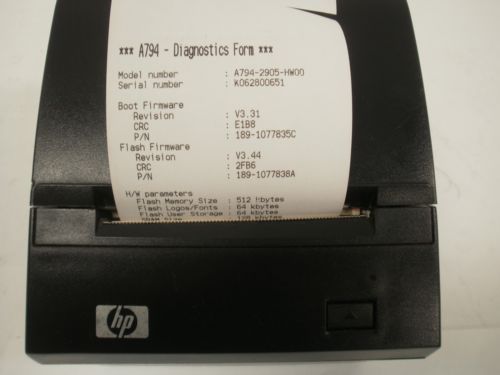 *** A794 - Diagnostics Form ***
Model number : A794-2905-HW00
Serial number : K062800651
Boot Firmware
Revision : V3.31
CRC : E1B8
P/N : 189-1077835C
Flash Firmware
Revision : V3.44
CRC : 2FB6
P/N : 189-1077838A
H/W parameters
Flash Memory Size : 512 kbytes
Flash Logos/Fonts : 64 kbytes
Flash User Storage : 64 kbytes
SRAM Size
hp